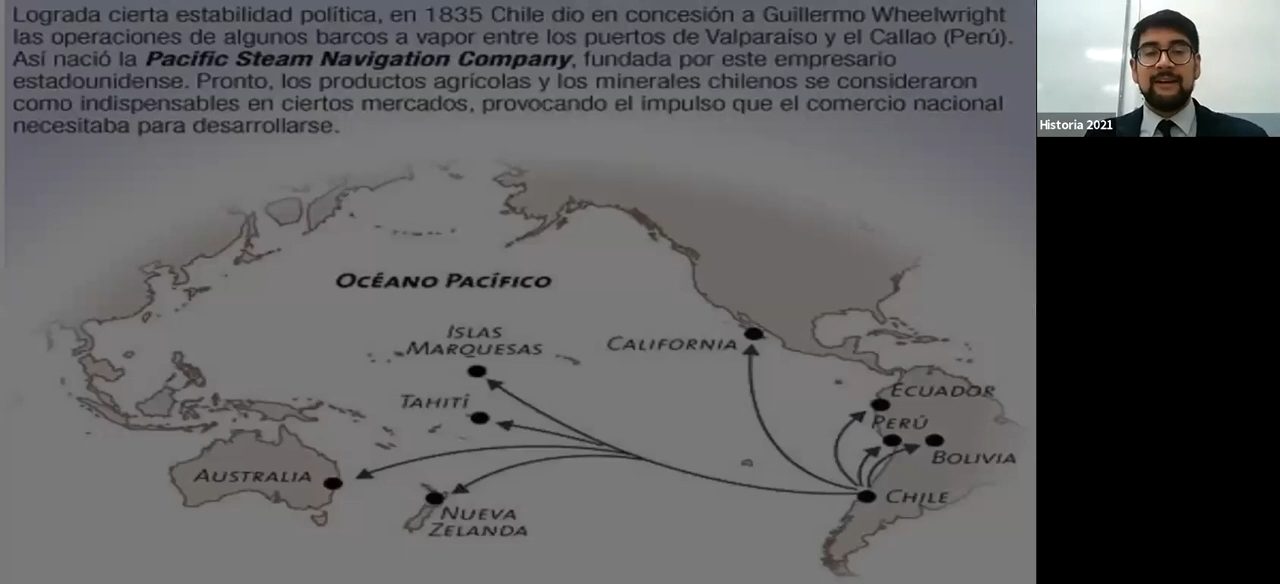 Lograda cierta estabilidad política, en 1835 Chile dio en concesión a Guillermo Wheelwright
las operaciones de algunos barcos a vapor entre los puertos de Valparaíso y el Callao (Perú).
Así nació la Pacific Steam Navigation Company, fundada por este empresario
estadounidense. Pronto, los productos agrícolas y los minerales chilenos se consideraron
como indispensables en ciertos mercados, provocando el impulso que el comercio nacional
necesitaba para desarrollarse.
Historia 2021
OCÉANO PACÍFICO
ISLAS
MARQUESAS
CALIFORNIA
TAHITÍ
ECUADOR
PERÚ
BOLIVIA
AUSTRALIA
CHILE
NUEVA
ZELANDA